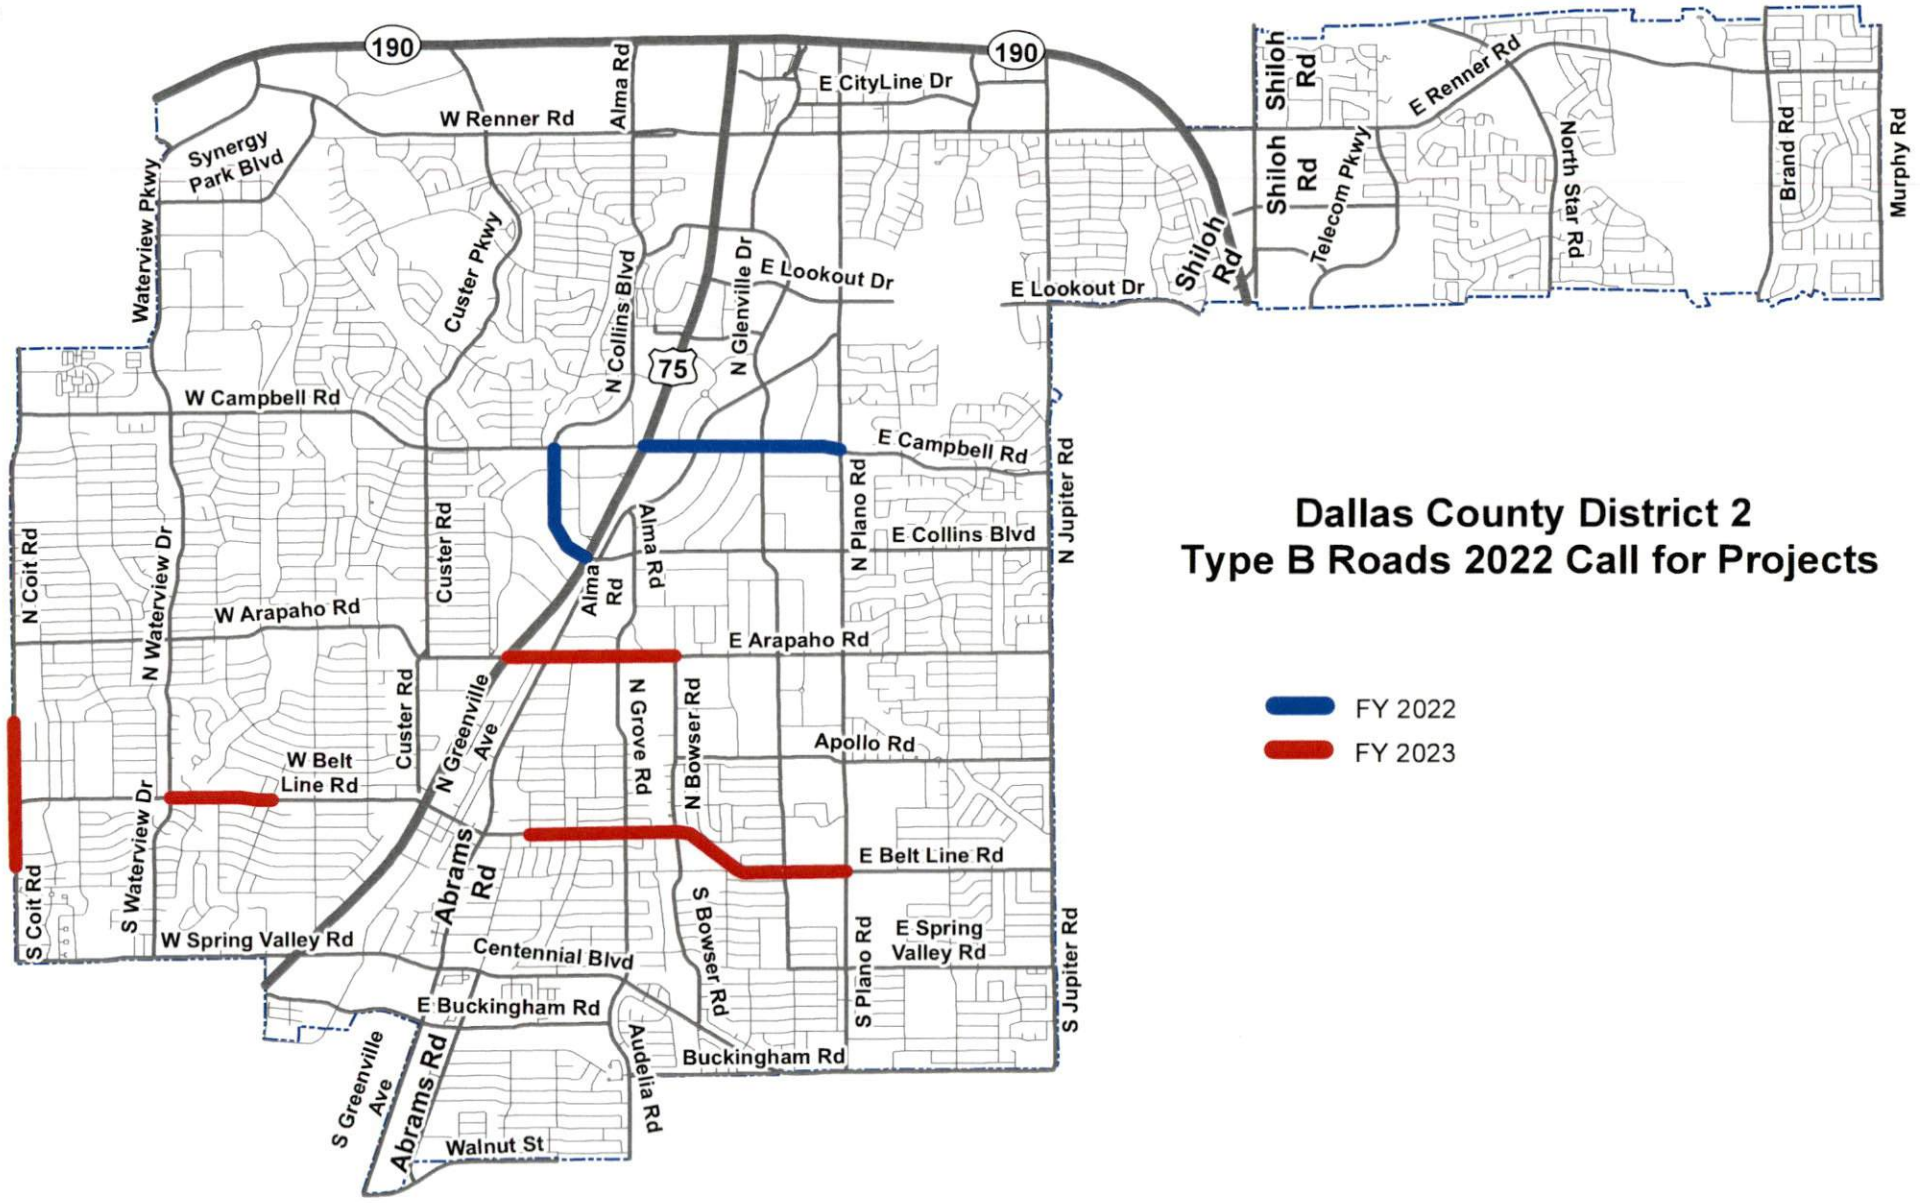 190
190
Alma Rd
E CityLine Dr
Shiloh
Rd
E Renner Rd
W Renner Rd
Synergy
Park Blvd
Waterview Pkwy
Shiloh
Rd
Telecom Pkwy
North Star Rd
Brand Rd
Murphy Rd
Custer Pkwy
N Collins Blvd
N Glenville Dr
E Lookout Dr
E Lookout Dr
Shiloh
Rd
75
W Campbell Rd
E Campbell Rd
N Coit Rd
N Waterview Dr
Custer Rd
Alma Rd
Alma
Rd
N Plano Rd
E Collins Blvd
N Jupiter Rd
Dallas County District 2
Type B Roads 2022 Call for Projects
W Arapaho Rd
E Arapaho Rd
FY 2022
FY 2023
Custer Rd
N Greenville
Ave
N Grove Rd
N Bowser Rd
Apollo Rd
W Belt
Line Rd
S Coit Rd
S Waterview Dr
Abrams
Rd
E Belt Line Rd
W Spring Valley Rd
Centennial Blvd
S Bowser Rd
S Plano Rd
E Spring
Valley Rd
S Jupiter Rd
E Buckingham Rd
Buckingham Rd
S Greenville
Ave
Abrams Rd
Audelia Rd
Walnut St